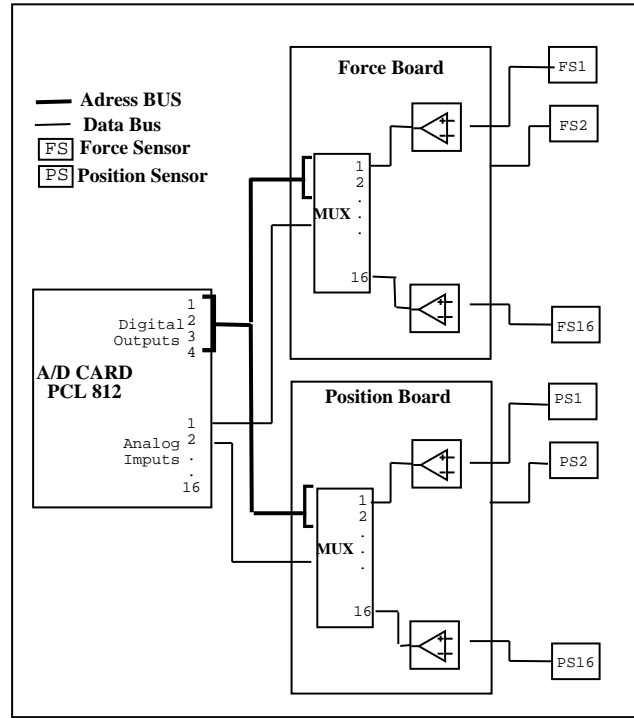 Adress BUS
Data Bus
FS Force Sensor
PS Position Sensor
Force Board
FS1
FS2
1
2
.
.
.
MUX
16
FS16
A/D CARD
PCL 812
Digital
Outputs
1
2
3
4
Analog
Imputs
1
2
.
.
16
Position Board
PS1
PS2
1
2
.
.
.
MUX
16
PS16